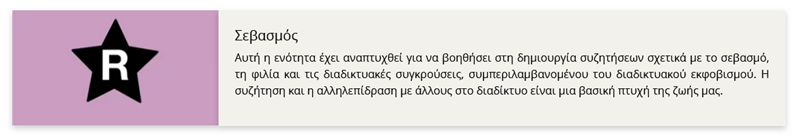 R
Σεβασμός
Αυτή η ενότητα έχει αναπτυχθεί για να βοηθήσει στη δημιουργία συζητήσεων σχετικά με το σεβασμό,
τη φιλία και τις διαδικτυακές συγκρούσεις, συμπεριλαμβανομένου του διαδικτυακού εκφοβισμού. Η
συζήτηση και η αλληλεπίδραση με άλλους στο διαδίκτυο είναι μια βασική πτυχή της ζωής μας.